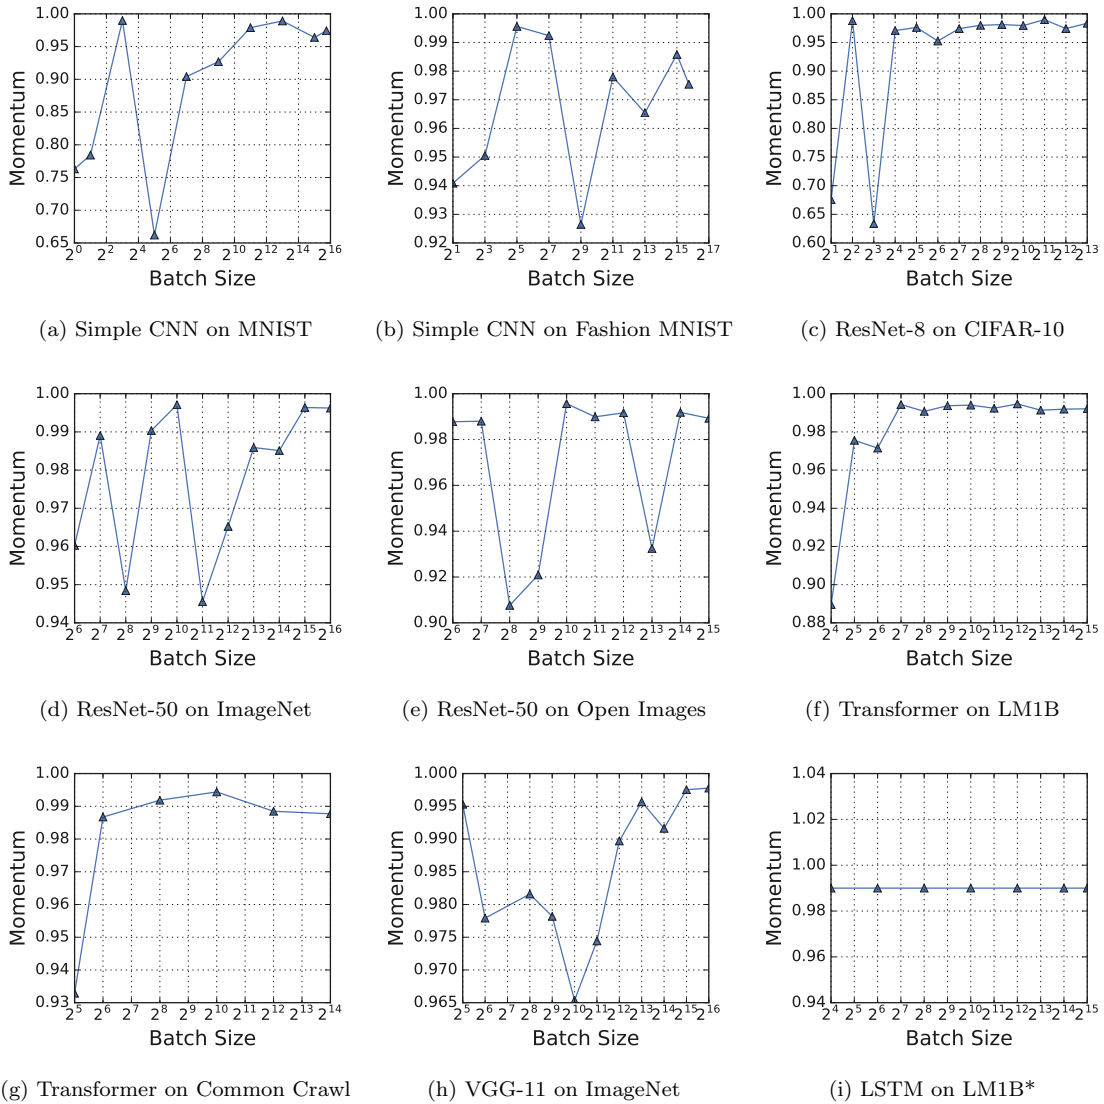 1.00
0.95
0.90
0.85
0.80
0.75
0.70
0.65
Momentum
2^0 2^2 2^4 2^6 2^8 2^10 2^12 2^14 2^16
Batch Size
(a) Simple CNN on MNIST
1.00
0.99
0.98
0.97
0.96
0.95
0.94
0.93
0.92
Momentum
2^1 2^3 2^5 2^7 2^9 2^11 2^13 2^15 2^17
Batch Size
(b) Simple CNN on Fashion MNIST
1.00
0.95
0.90
0.85
0.80
0.75
0.70
0.65
0.60
Momentum
2^1 2^2 2^3 2^4 2^5 2^6 2^7 2^8 2^9 2^10 2^11 2^12 2^13
Batch Size
(c) ResNet-8 on CIFAR-10
1.00
0.99
0.98
0.97
0.96
0.95
0.94
Momentum
2^6 2^7 2^8 2^9 2^10 2^11 2^12 2^13 2^14 2^15 2^16
Batch Size
(d) ResNet-50 on ImageNet
1.00
0.98
0.96
0.94
0.92
0.90
Momentum
2^6 2^7 2^8 2^9 2^10 2^11 2^12 2^13 2^14 2^15
Batch Size
(e) ResNet-50 on Open Images
1.00
0.98
0.96
0.94
0.92
0.90
0.88
Momentum
2^4 2^5 2^6 2^7 2^8 2^9 2^10 2^11 2^12 2^13 2^14 2^15
Batch Size
(f) Transformer on LM1B
1.00
0.99
0.98
0.97
0.96
0.95
0.94
0.93
Momentum
2^5 2^6 2^7 2^8 2^9 2^10 2^11 2^12 2^13 2^14
Batch Size
(g) Transformer on Common Crawl
1.000
0.995
0.990
0.985
0.980
0.975
0.970
0.965
Momentum
2^5 2^6 2^7 2^8 2^9 2^10 2^11 2^12 2^13 2^14 2^15 2^16
Batch Size
(h) VGG-11 on ImageNet
1.04
1.02
1.00
0.98
0.96
0.94
Momentum
2^4 2^5 2^6 2^7 2^8 2^9 2^10 2^11 2^12 2^13 2^14 2^15
Batch Size
(i) LSTM on LM1B*